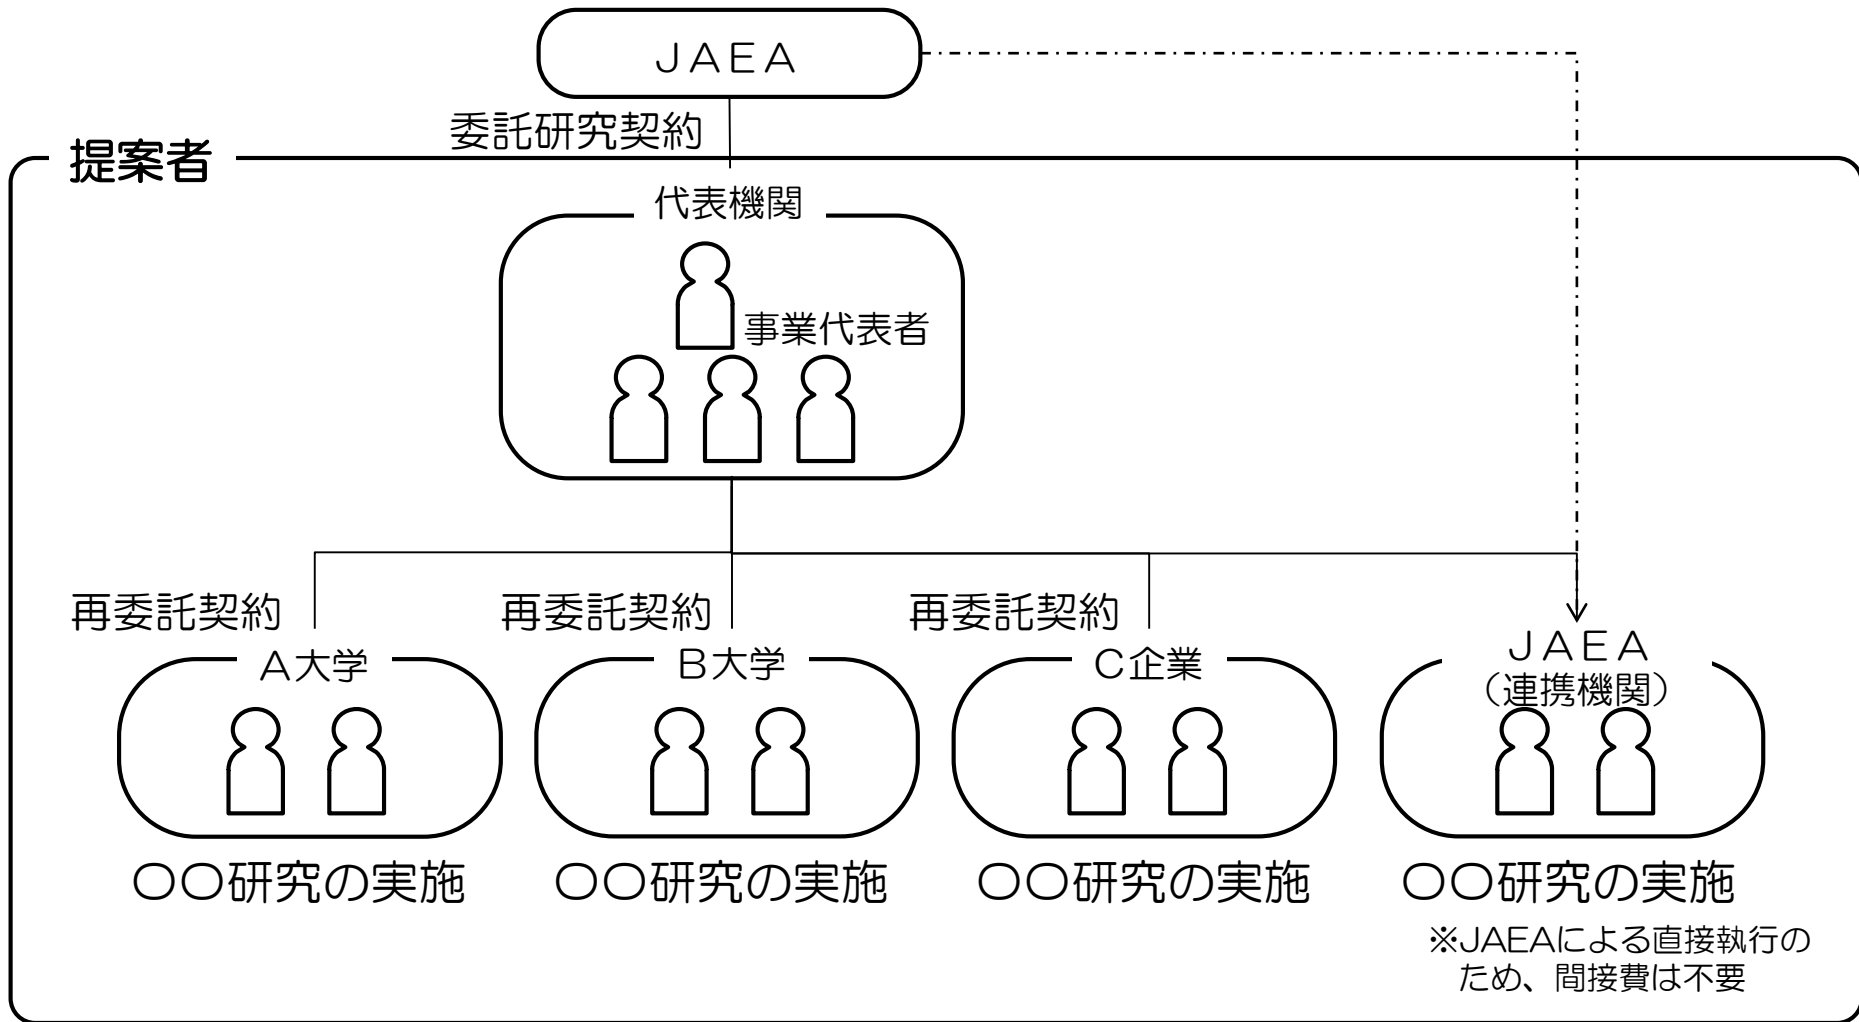 ＪＡＥＡ
委託研究契約
提案者
代表機関
事業代表者
再委託契約
再委託契約
再委託契約
Ａ大学
Ｂ大学
Ｃ企業
ＪＡＥＡ
（連携機関）
〇〇研究の実施
〇〇研究の実施
〇〇研究の実施
〇〇研究の実施
※JAEAによる直接執行の
ため、間接費は不要